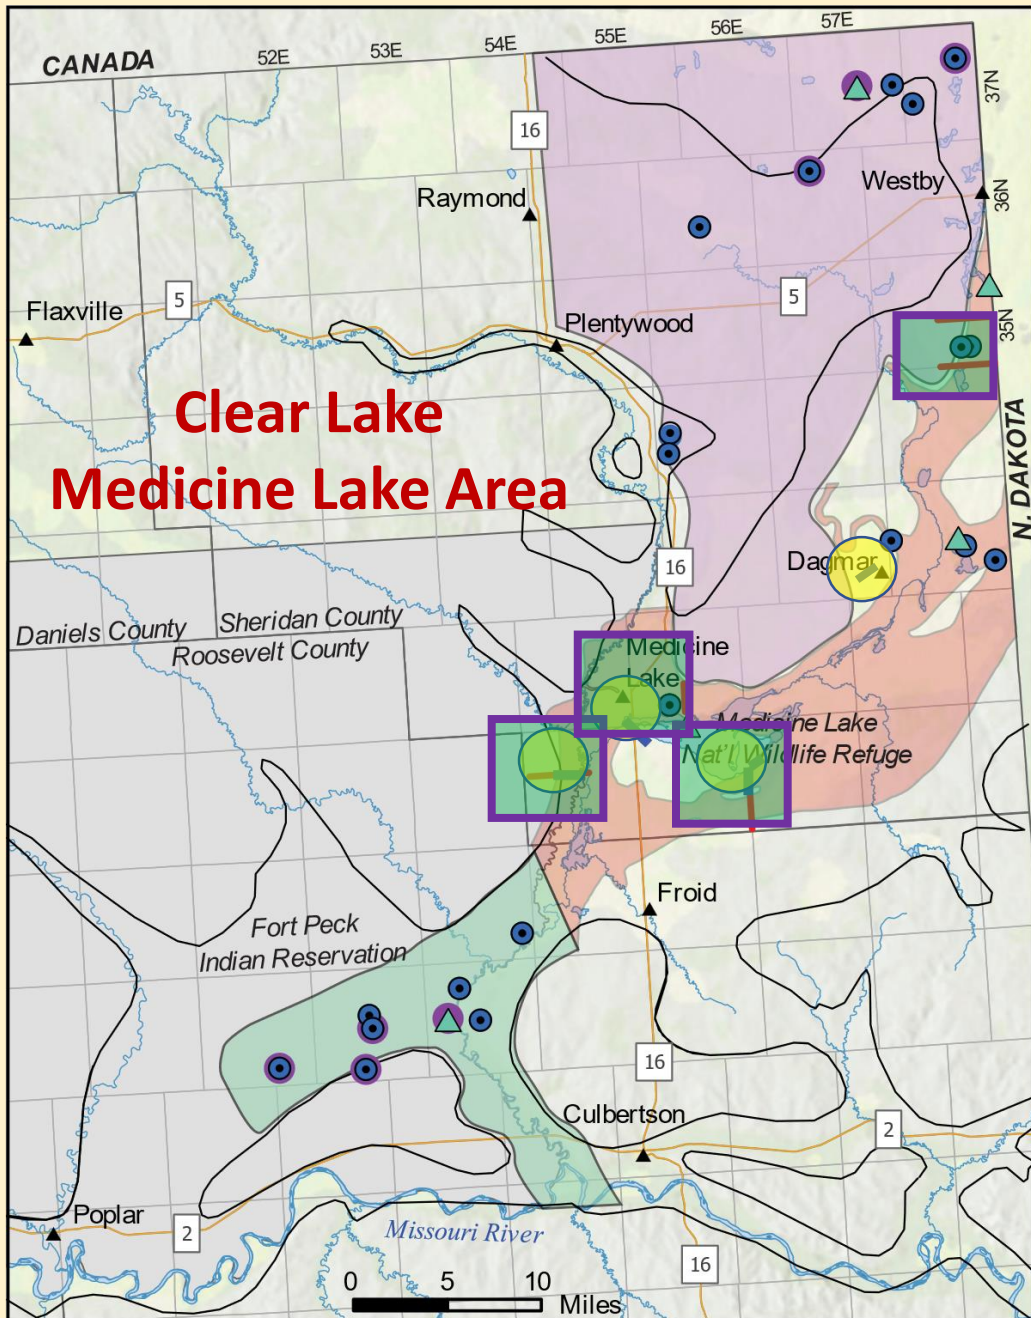 CANADA
52E
53E
54E
55E
56E
57E
37N
16
Raymond
Westby
36N
5
5
Flaxville
Plentywood
35N
Clear Lake
Medicine Lake Area
N. DAKOTA
16
Dagmar
Daniels County
Sheridan County
Roosevelt County
Medicine
Lake
Medicine Lake
Nat'l Wildlife Refuge
Froid
Fort Peck
Indian Reservation
16
Culbertson
2
Poplar
2
Missouri River
16
0 5 10
Miles